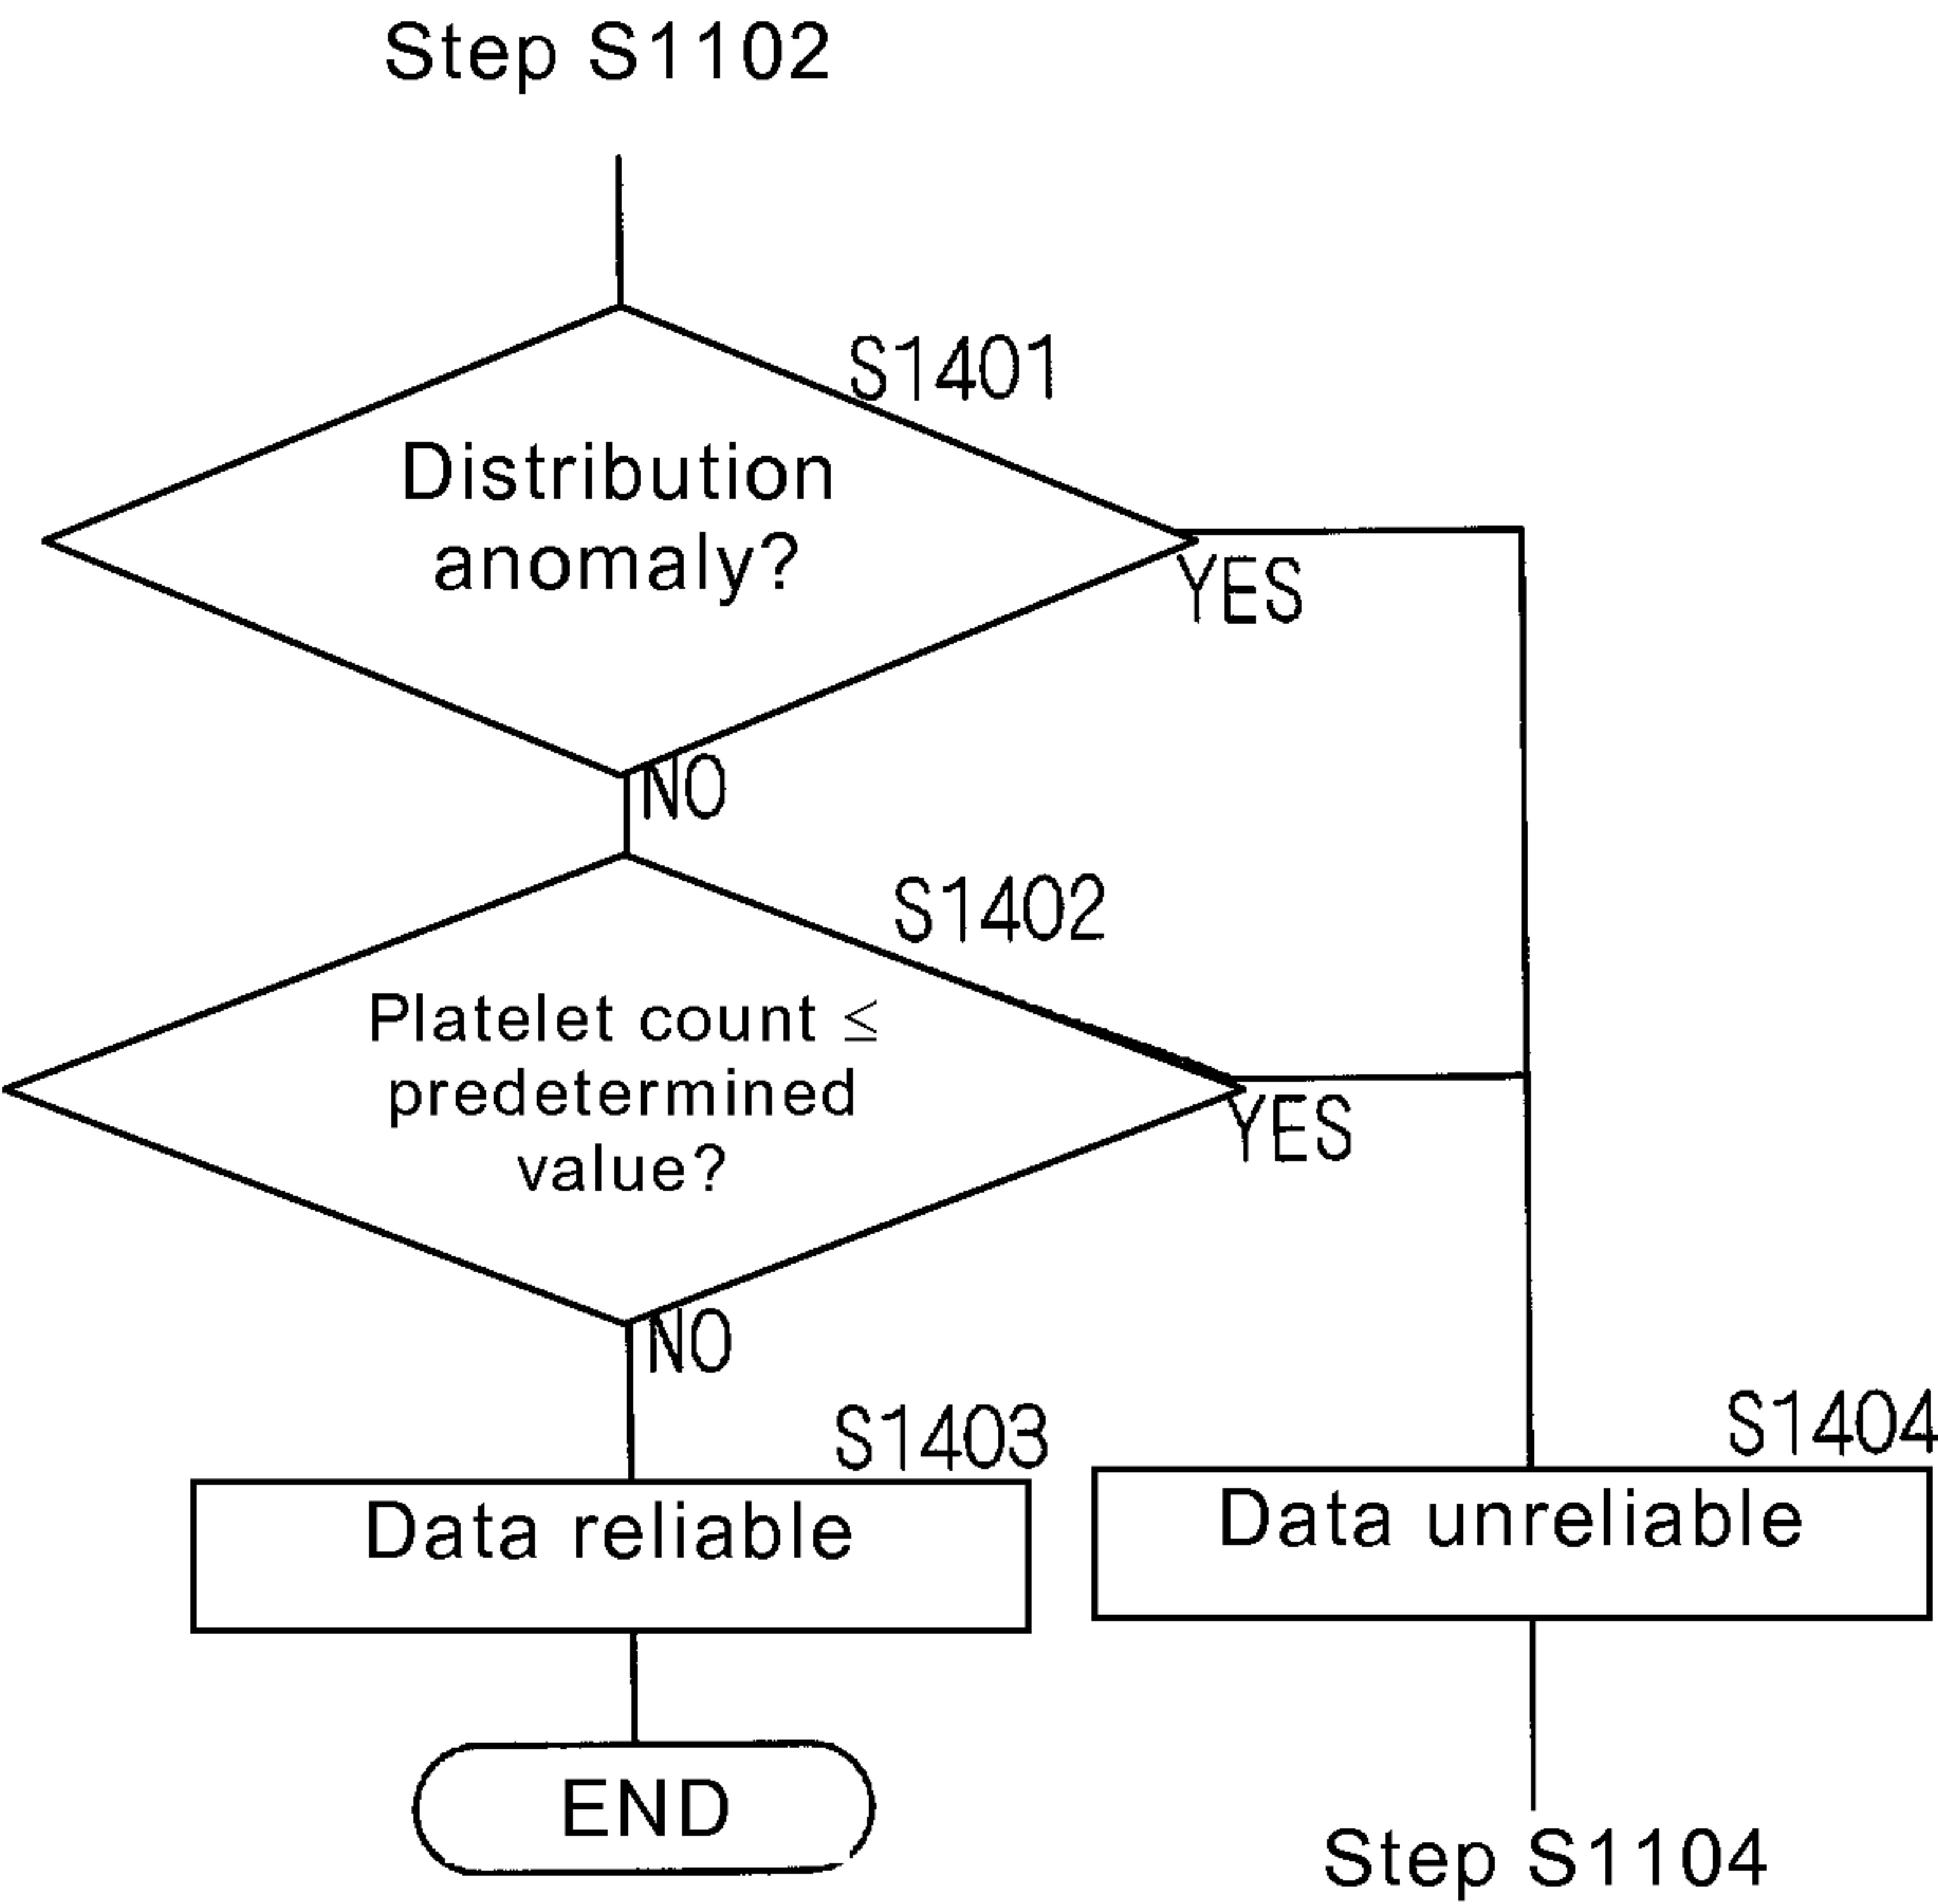 Step S1102
S1401
Distribution
anomaly?
YES
NO
S1402
Platelet count ≤
predetermined
value?
YES
NO
S1403
Data reliable
S1404
Data unreliable
END
Step S1104